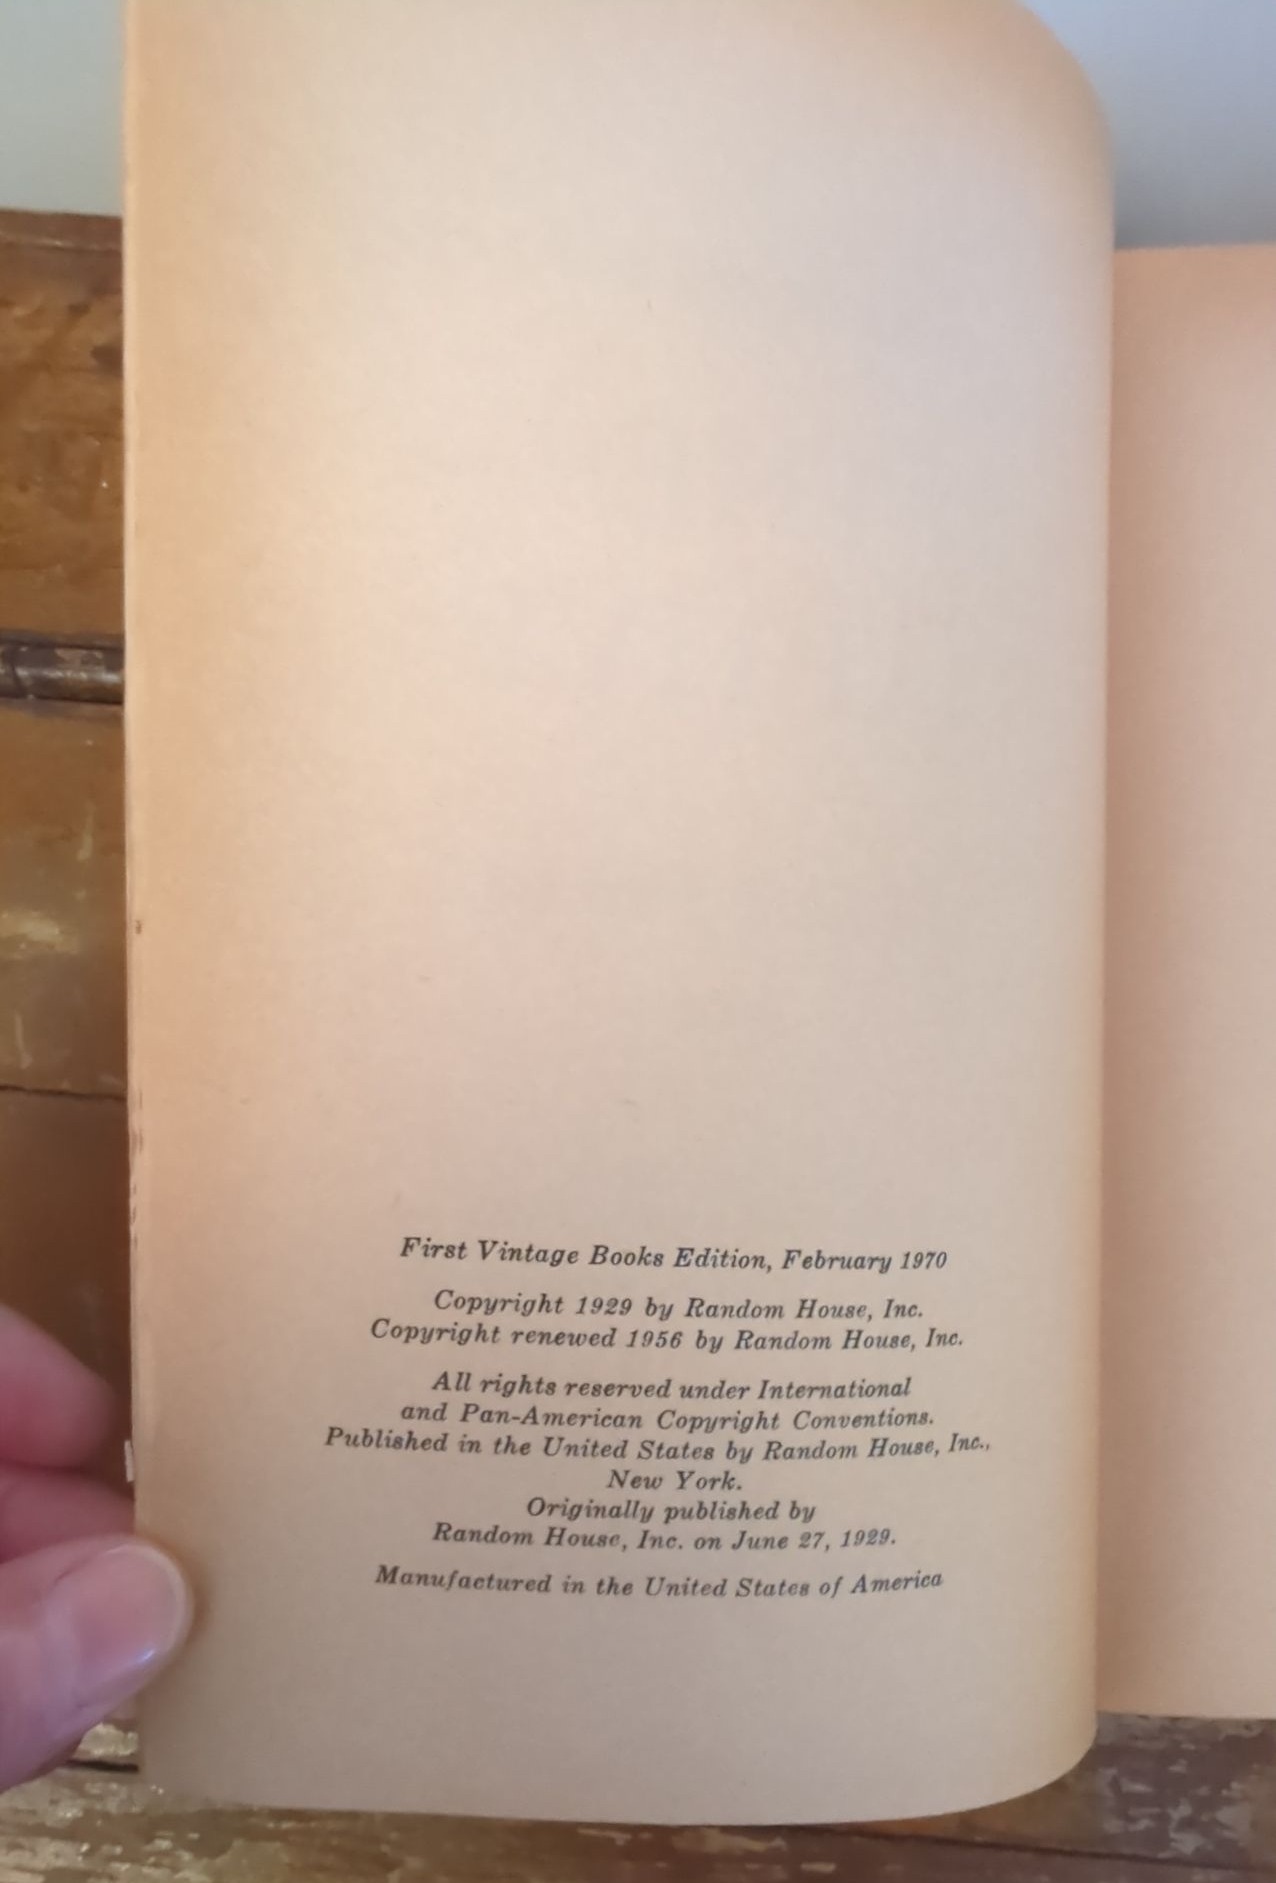 First Vintage Books Edition, February 1970
Copyright 1929 by Random House, Inc.
Copyright renewed 1956 by Random House, Inc.
All rights reserved under International
and Pan-American Copyright Conventions.
Published in the United States by Random House, Inc.,
New York.
Originally published by
Random House, Inc. on June 27, 1929.
Manufactured in the United States of America